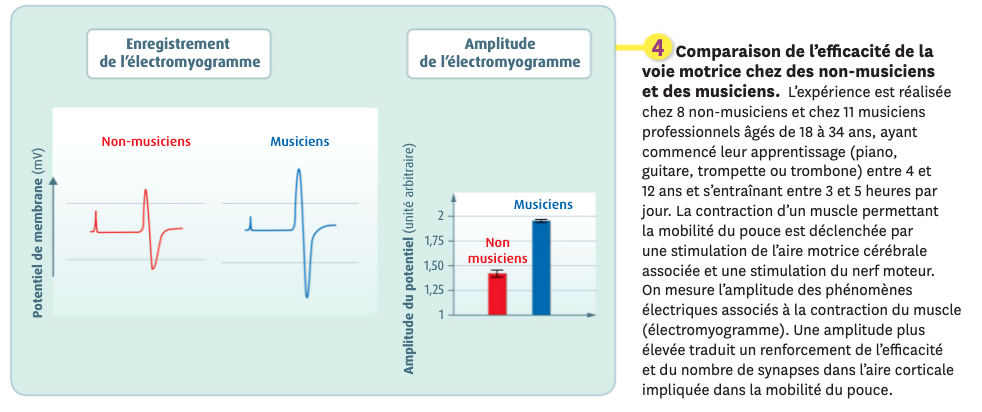 Enregistrement
de l'électromyogramme
Amplitude
de l'électromyogramme
Potentiel de membrane (mV)
Non-musiciens
Musiciens
Amplitude du potentiel (unité arbitraire)
2
1,75
1,50
1,25
1
Non
musiciens
Musiciens
4 Comparaison de l'efficacité de la
voie motrice chez des non-musiciens
et des musiciens. L'expérience est réalisée
chez 8 non-musiciens et chez 11 musiciens
professionnels âgés de 18 à 34 ans, ayant
commencé leur apprentissage (piano,
guitare, trompette ou trombone) entre 4 et
12 ans et s'entraînant entre 3 et 5 heures par
jour. La contraction d'un muscle permettant
la mobilité du pouce est déclenchée par
une stimulation de l'aire motrice cérébrale
associée et une stimulation du nerf moteur.
On mesure l'amplitude des phénomènes
électriques associés à la contraction du muscle
(électromyogramme). Une amplitude plus
élevée traduit un renforcement de l'efficacité
et du nombre de synapses dans l'aire corticale
impliquée dans la mobilité du pouce.